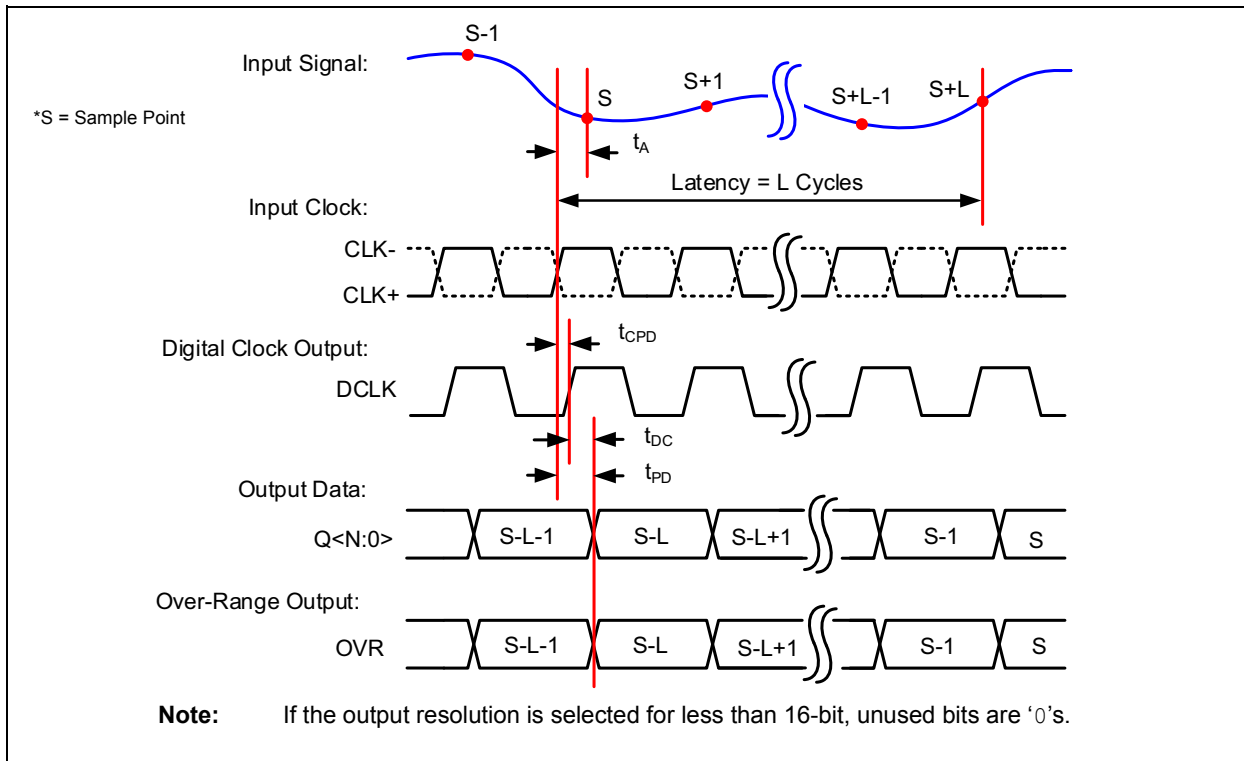 S-1
Input Signal:
S
S+1
S+L-1
S+L
*S = Sample Point
tA
Latency = L Cycles
Input Clock:
CLK-
CLK+
tCPD
Digital Clock Output:
DCLK
tDC
tPD
Output Data:
Q<N:0>
S-L-1
S-L
S-L+1
S-1
S
Over-Range Output:
OVR
S-L-1
S-L
S-L+1
S-1
S
Note: If the output resolution is selected for less than 16-bit, unused bits are ‘0’s.